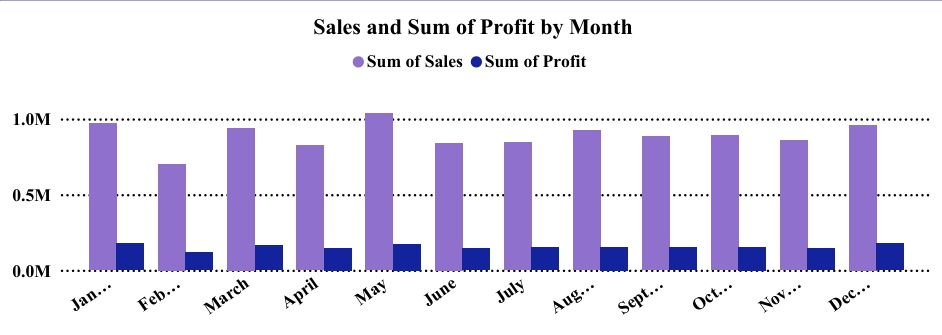 Sales and Sum of Profit by Month
Sum of Sales Sum of Profit
1.0M
0.5M
0.0M
Jan... Feb... March April May June July Aug... Sept... Oct... Nov... Dec...